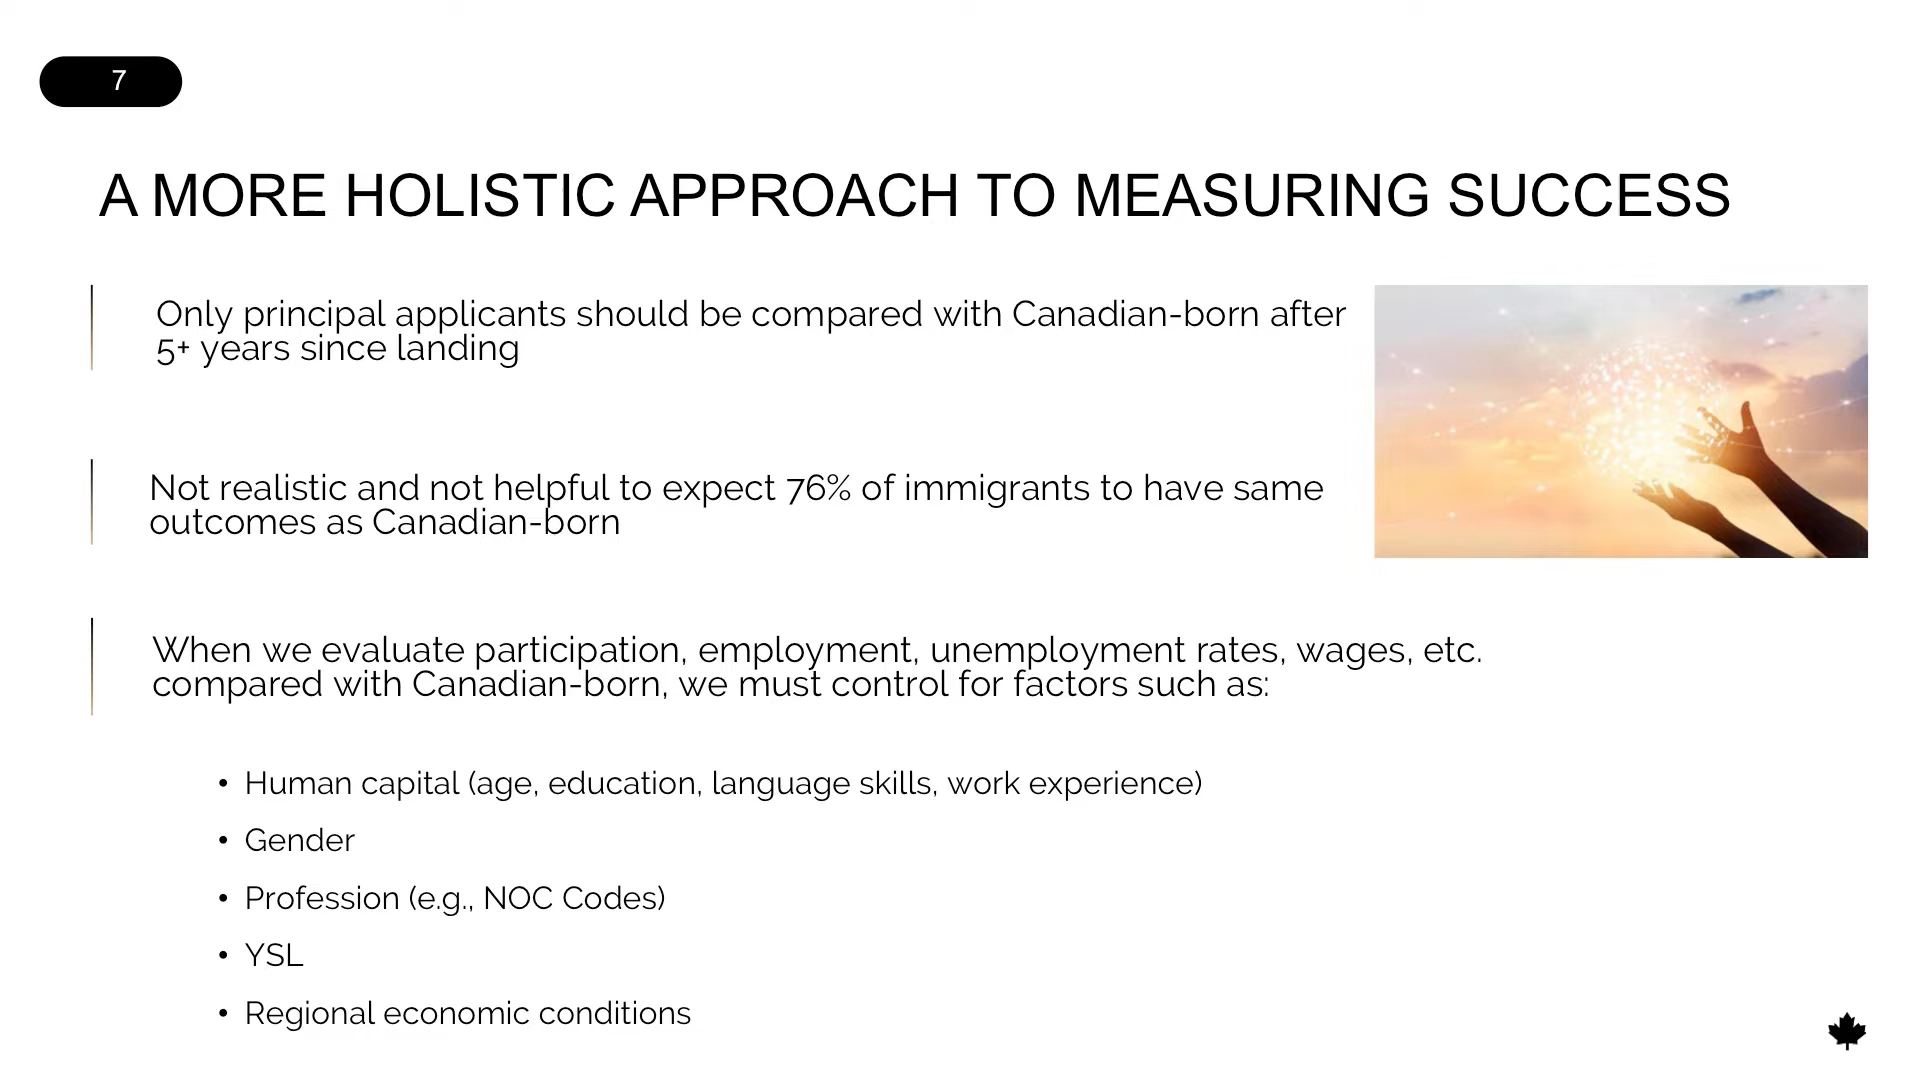 7
A MORE HOLISTIC APPROACH TO MEASURING SUCCESS
Only principal applicants should be compared with Canadian-born after
5+ years since landing
Not realistic and not helpful to expect 76% of immigrants to have same
outcomes as Canadian-born
When we evaluate participation, employment, unemployment rates, wages, etc.
compared with Canadian-born, we must control for factors such as:
• Human capital (age, education, language skills, work experience)
• Gender
• Profession (e.g., NOC Codes)
• YSL
• Regional economic conditions